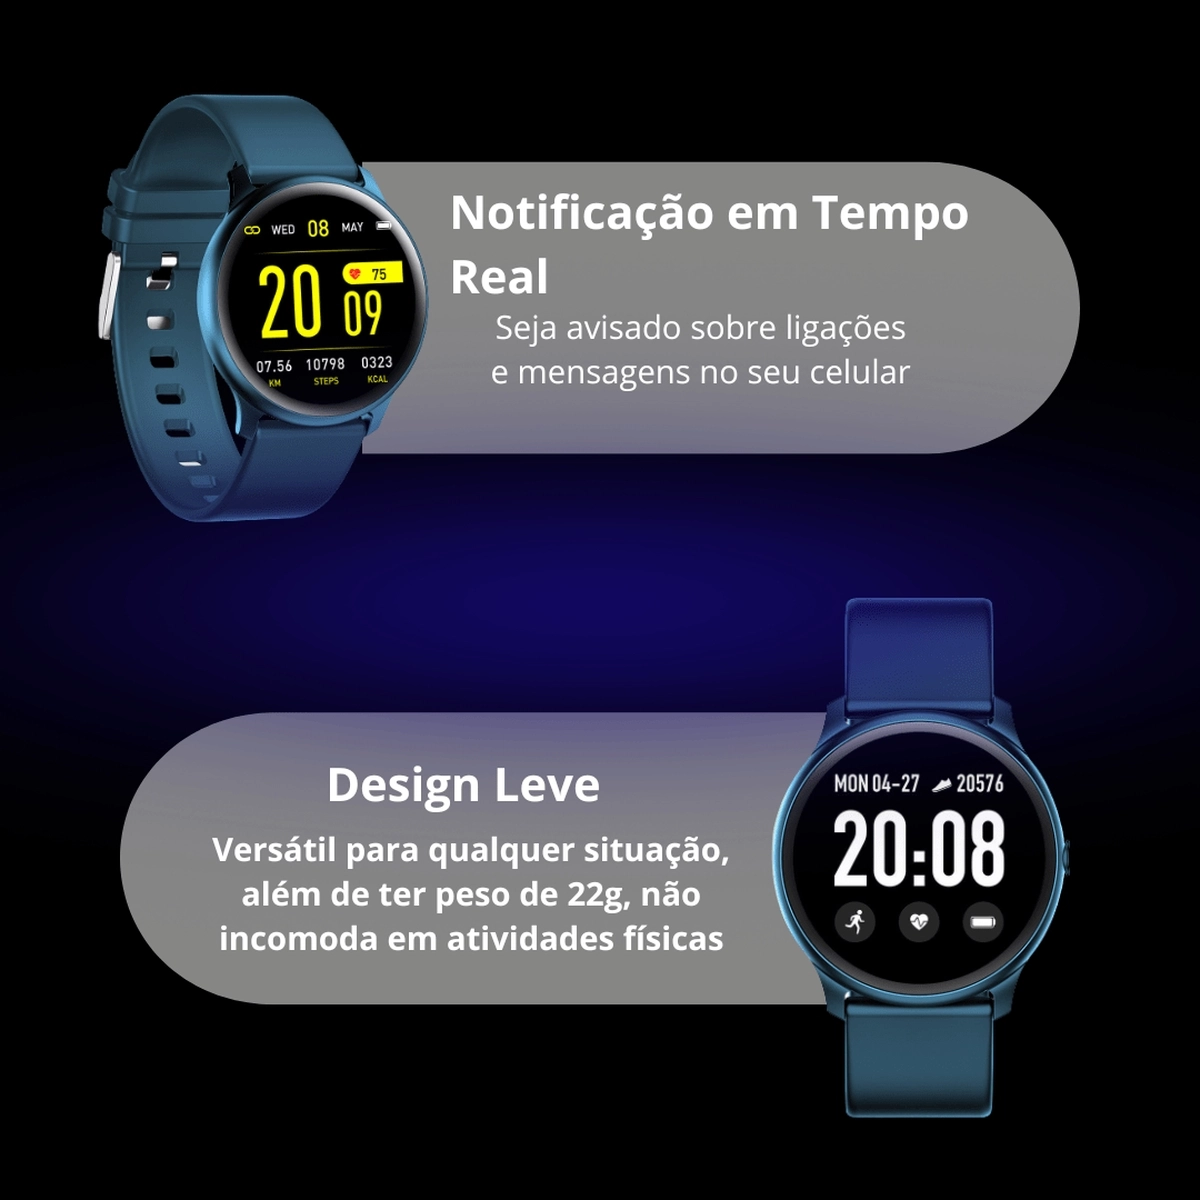 WED 08 MAY
75
20
09
07.56 10798 0323
KM STEPS KCAL
Notificação em Tempo
Real
Seja avisado sobre ligações
e mensagens no seu celular
Design Leve
Versátil para qualquer situação,
além de ter peso de 22g, não
incomoda em atividades físicas
MON 04-27 20576
20:08